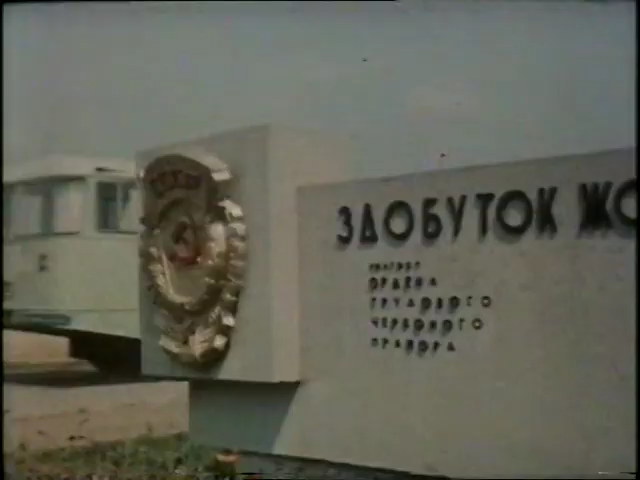 ЗДОБУТОК ЖО
ОРДЕНА
ТРУДОВОГО
ЧЕРВОНОГО
ПРАПОРА